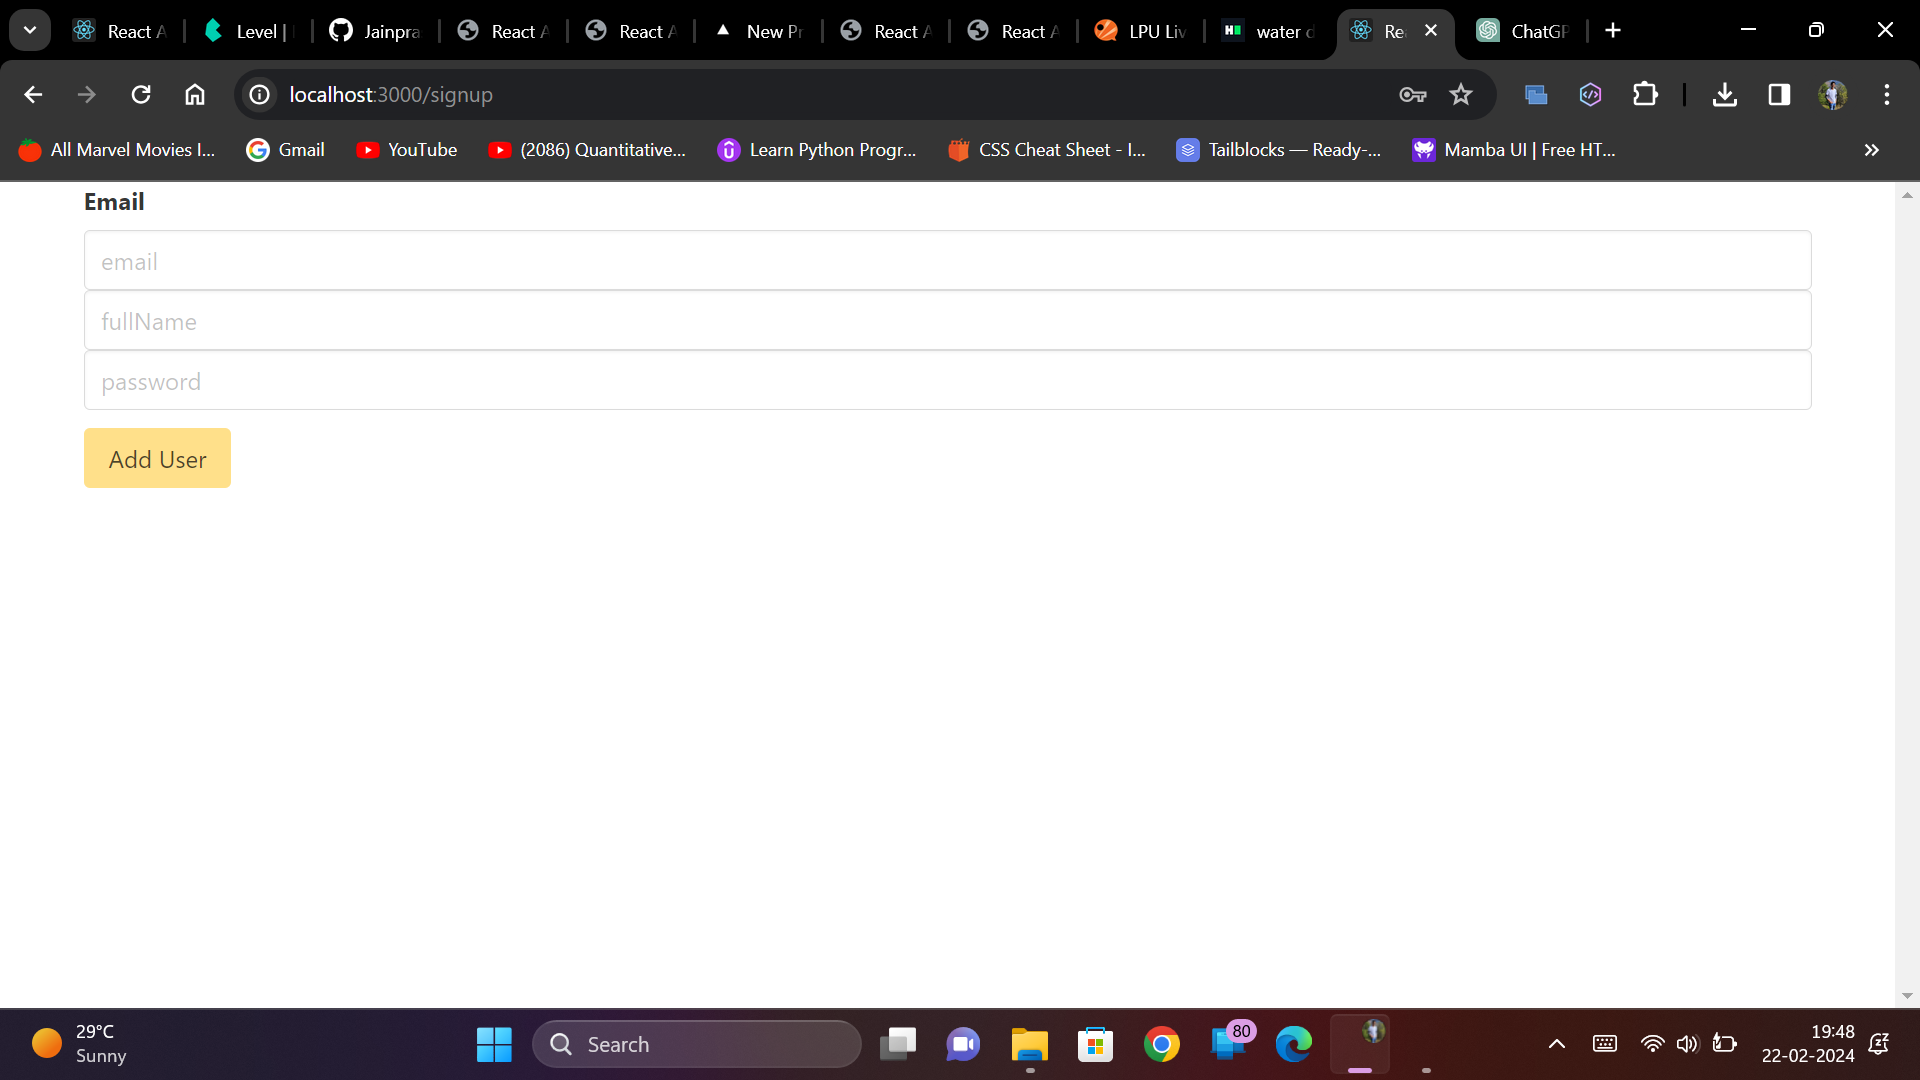 React A
Level |
Jainpra
React A
React A
New Pr
React A
React A
LPU Liv
water d
Rea
ChatGP
localhost:3000/signup
All Marvel Movies I...
Gmail
YouTube
(2086) Quantitative...
Learn Python Progr...
CSS Cheat Sheet - I...
Tailblocks — Ready-...
Mamba UI | Free HT...
Email
email
fullName
password
Add User
29°C
Sunny
Search
80
19:48
22-02-2024